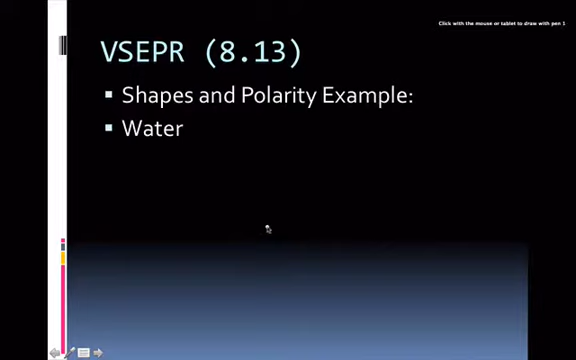 Click with the mouse or tablet to draw with pen 1
VSEPR (8.13)
Shapes and Polarity Example:
Water